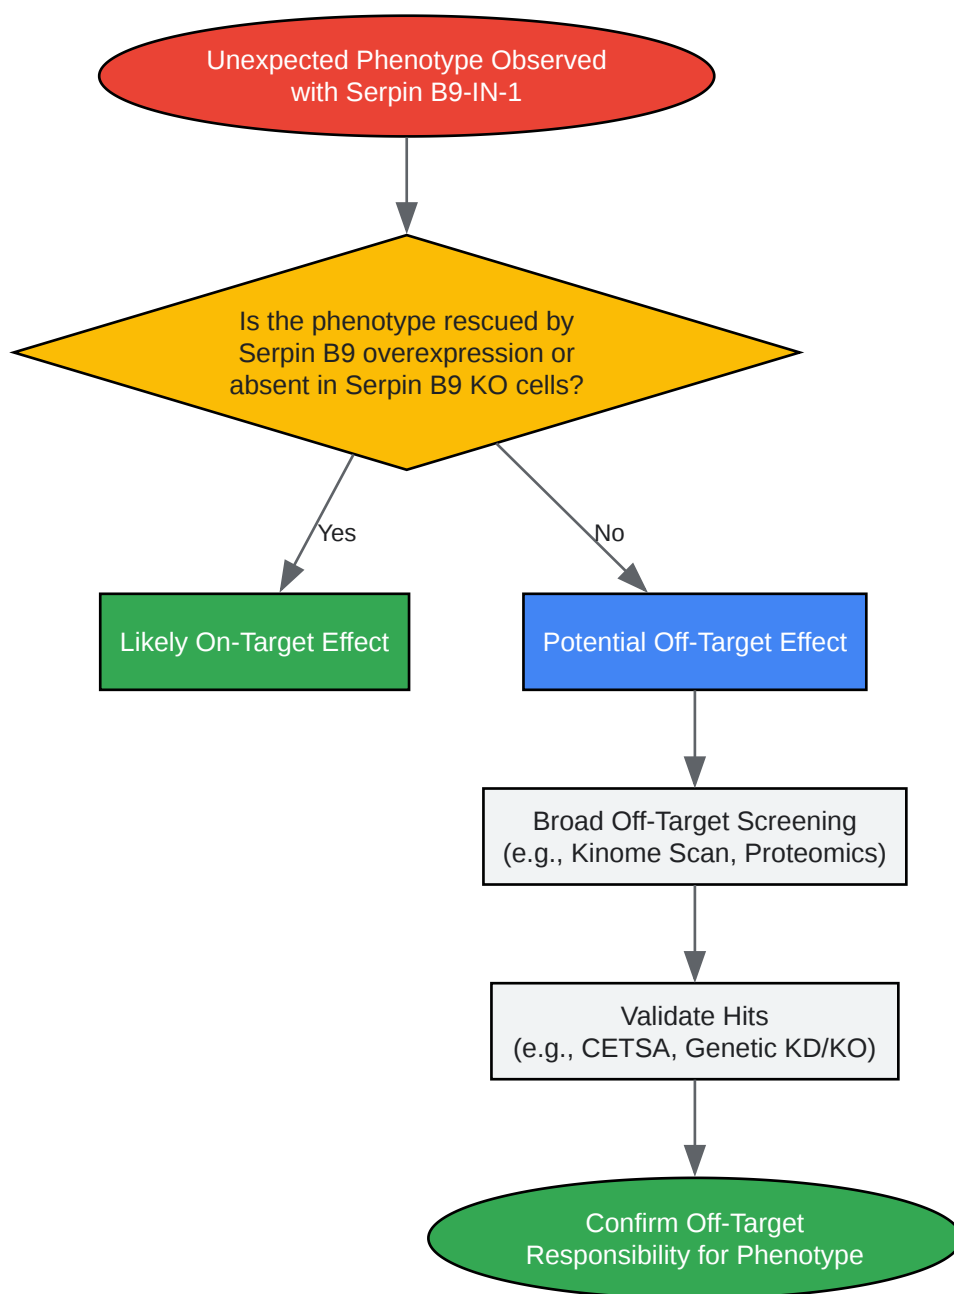 Unexpected Phenotype Observed
with Serpin B9-IN-1
Is the phenotype rescued by
Serpin B9 overexpression or
absent in Serpin B9 KO cells?
Yes
No
Likely On-Target Effect
Potential Off-Target Effect
Broad Off-Target Screening
(e.g., Kinome Scan, Proteomics)
Validate Hits
(e.g., CETSA, Genetic KD/KO)
Confirm Off-Target
Responsibility for Phenotype